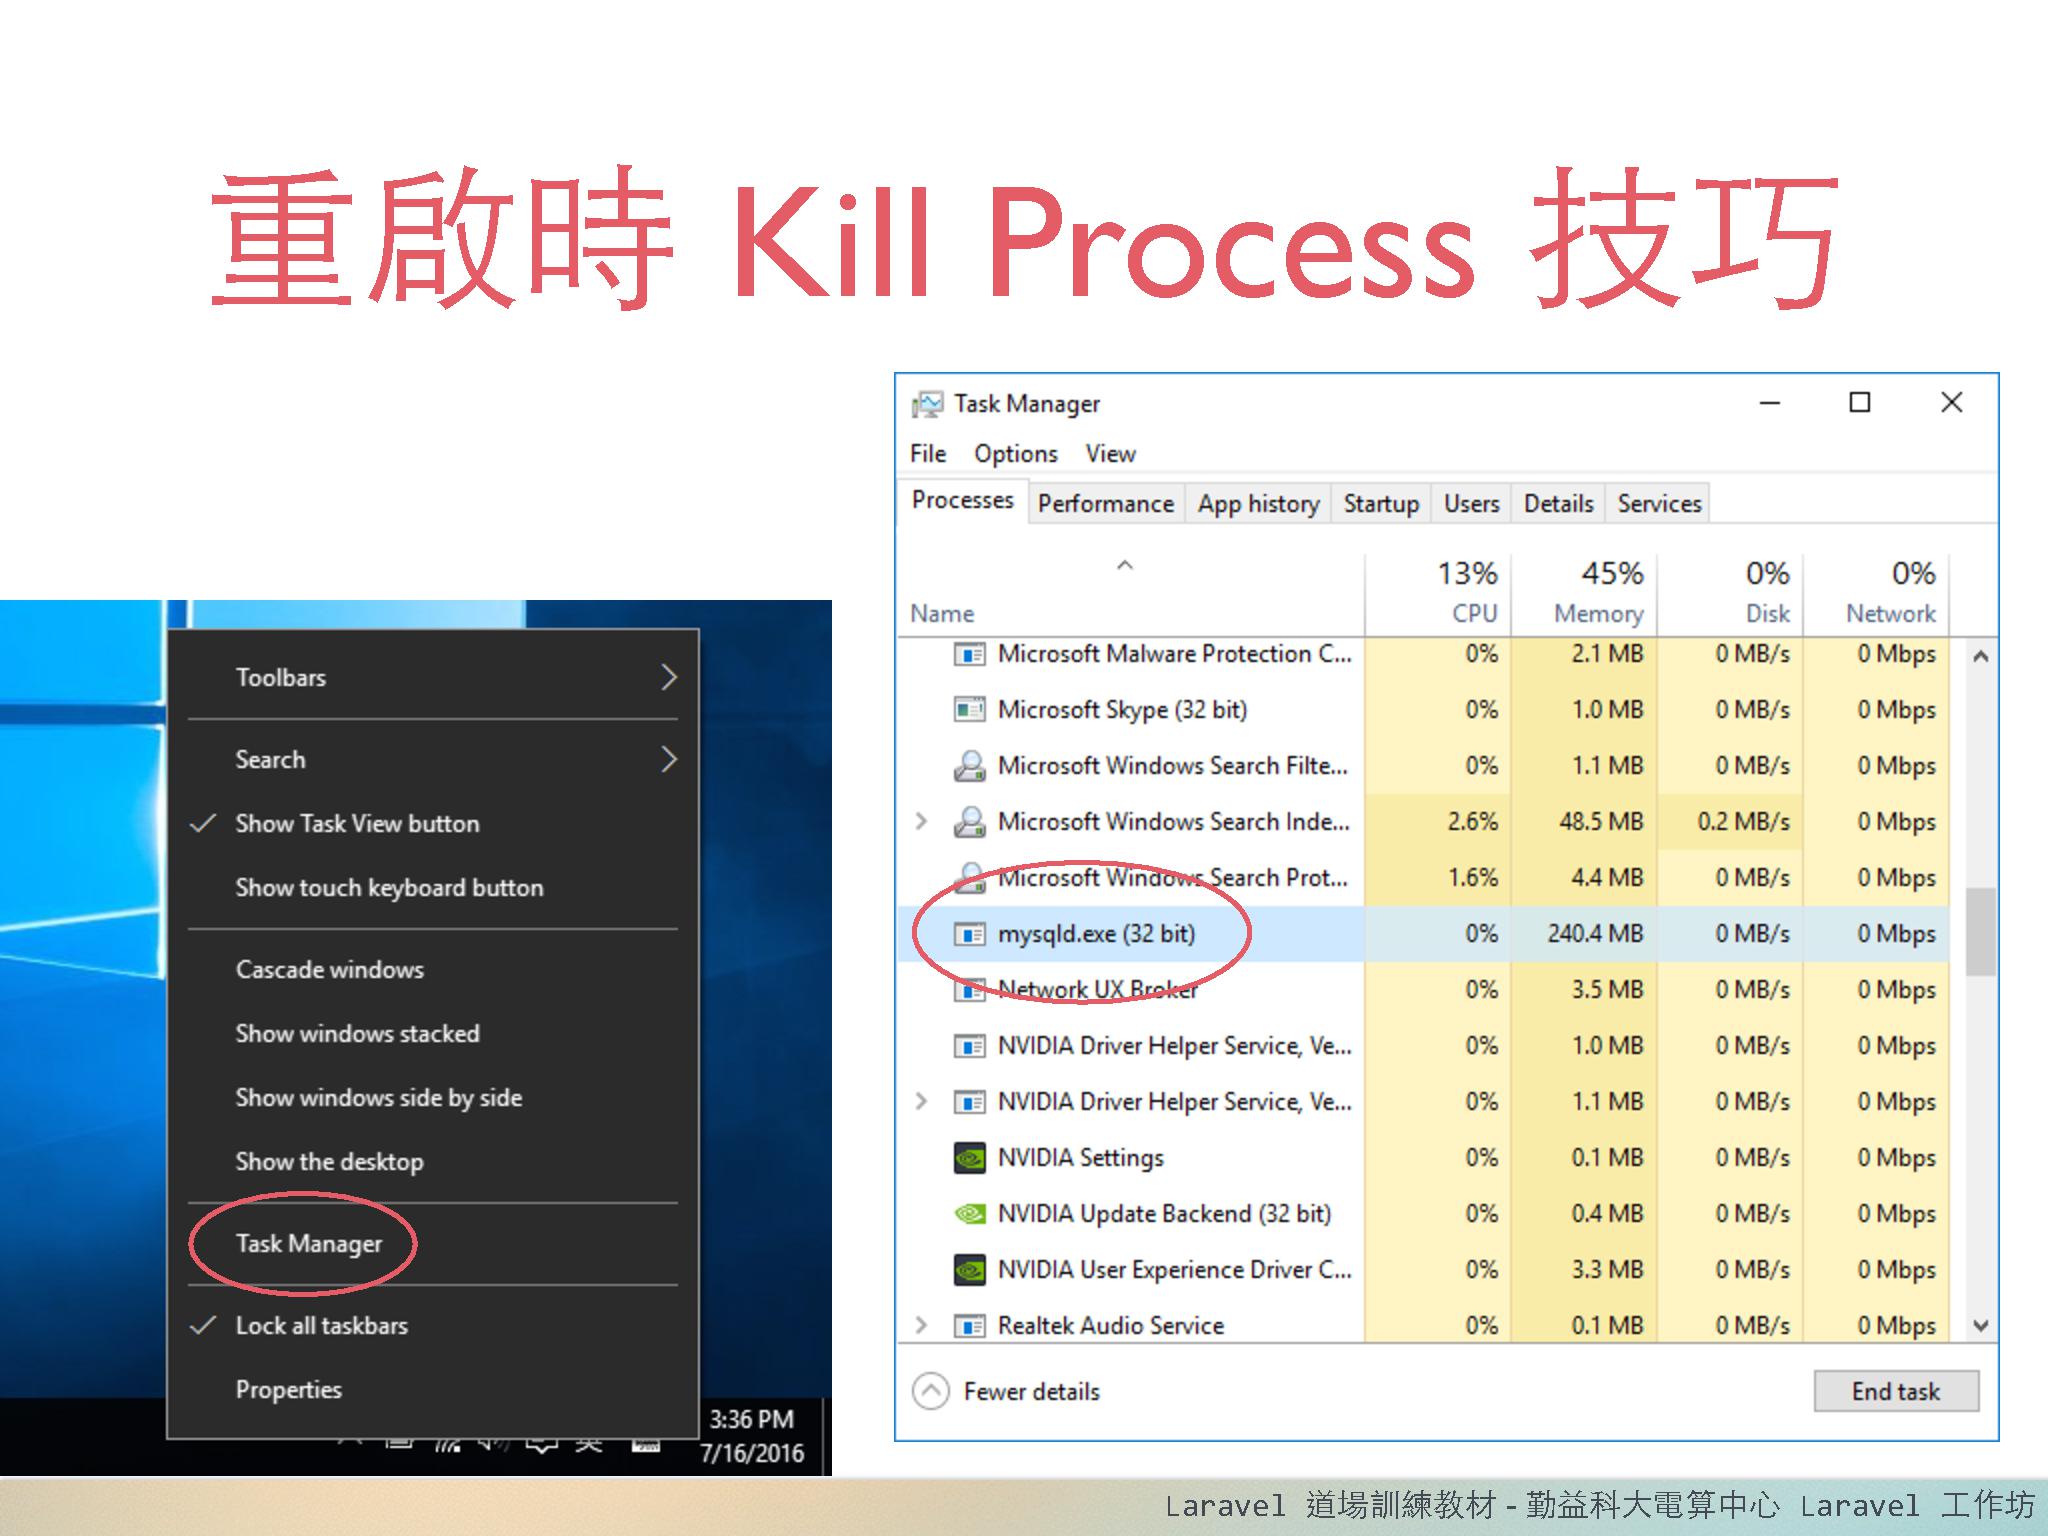 重啟時 Kill Process 技巧
Toolbars
Search
Show Task View button
Show touch keyboard button
Cascade windows
Show windows stacked
Show windows side by side
Show the desktop
Task Manager
Lock all taskbars
Properties
英
3:36 PM
7/16/2016
Task Manager
File Options View
Processes Performance App history Startup Users Details Services
13% 45% 0% 0%
Name CPU Memory Disk Network
Microsoft Malware Protection C... 0% 2.1 MB 0 MB/s 0 Mbps
Microsoft Skype (32 bit) 0% 1.0 MB 0 MB/s 0 Mbps
Microsoft Windows Search Filte... 0% 1.1 MB 0 MB/s 0 Mbps
Microsoft Windows Search Inde... 2.6% 48.5 MB 0.2 MB/s 0 Mbps
Microsoft Windows Search Prot... 1.6% 4.4 MB 0 MB/s 0 Mbps
mysqld.exe (32 bit) 0% 240.4 MB 0 MB/s 0 Mbps
Network UX Broker 0% 3.5 MB 0 MB/s 0 Mbps
NVIDIA Driver Helper Service, Ve... 0% 1.0 MB 0 MB/s 0 Mbps
NVIDIA Driver Helper Service, Ve... 0% 1.1 MB 0 MB/s 0 Mbps
NVIDIA Settings 0% 0.1 MB 0 MB/s 0 Mbps
NVIDIA Update Backend (32 bit) 0% 0.4 MB 0 MB/s 0 Mbps
NVIDIA User Experience Driver C... 0% 3.3 MB 0 MB/s 0 Mbps
Realtek Audio Service 0% 0.1 MB 0 MB/s 0 Mbps
Fewer details End task
Laravel 道場訓練教材 - 勤益科大電算中心 Laravel 工作坊